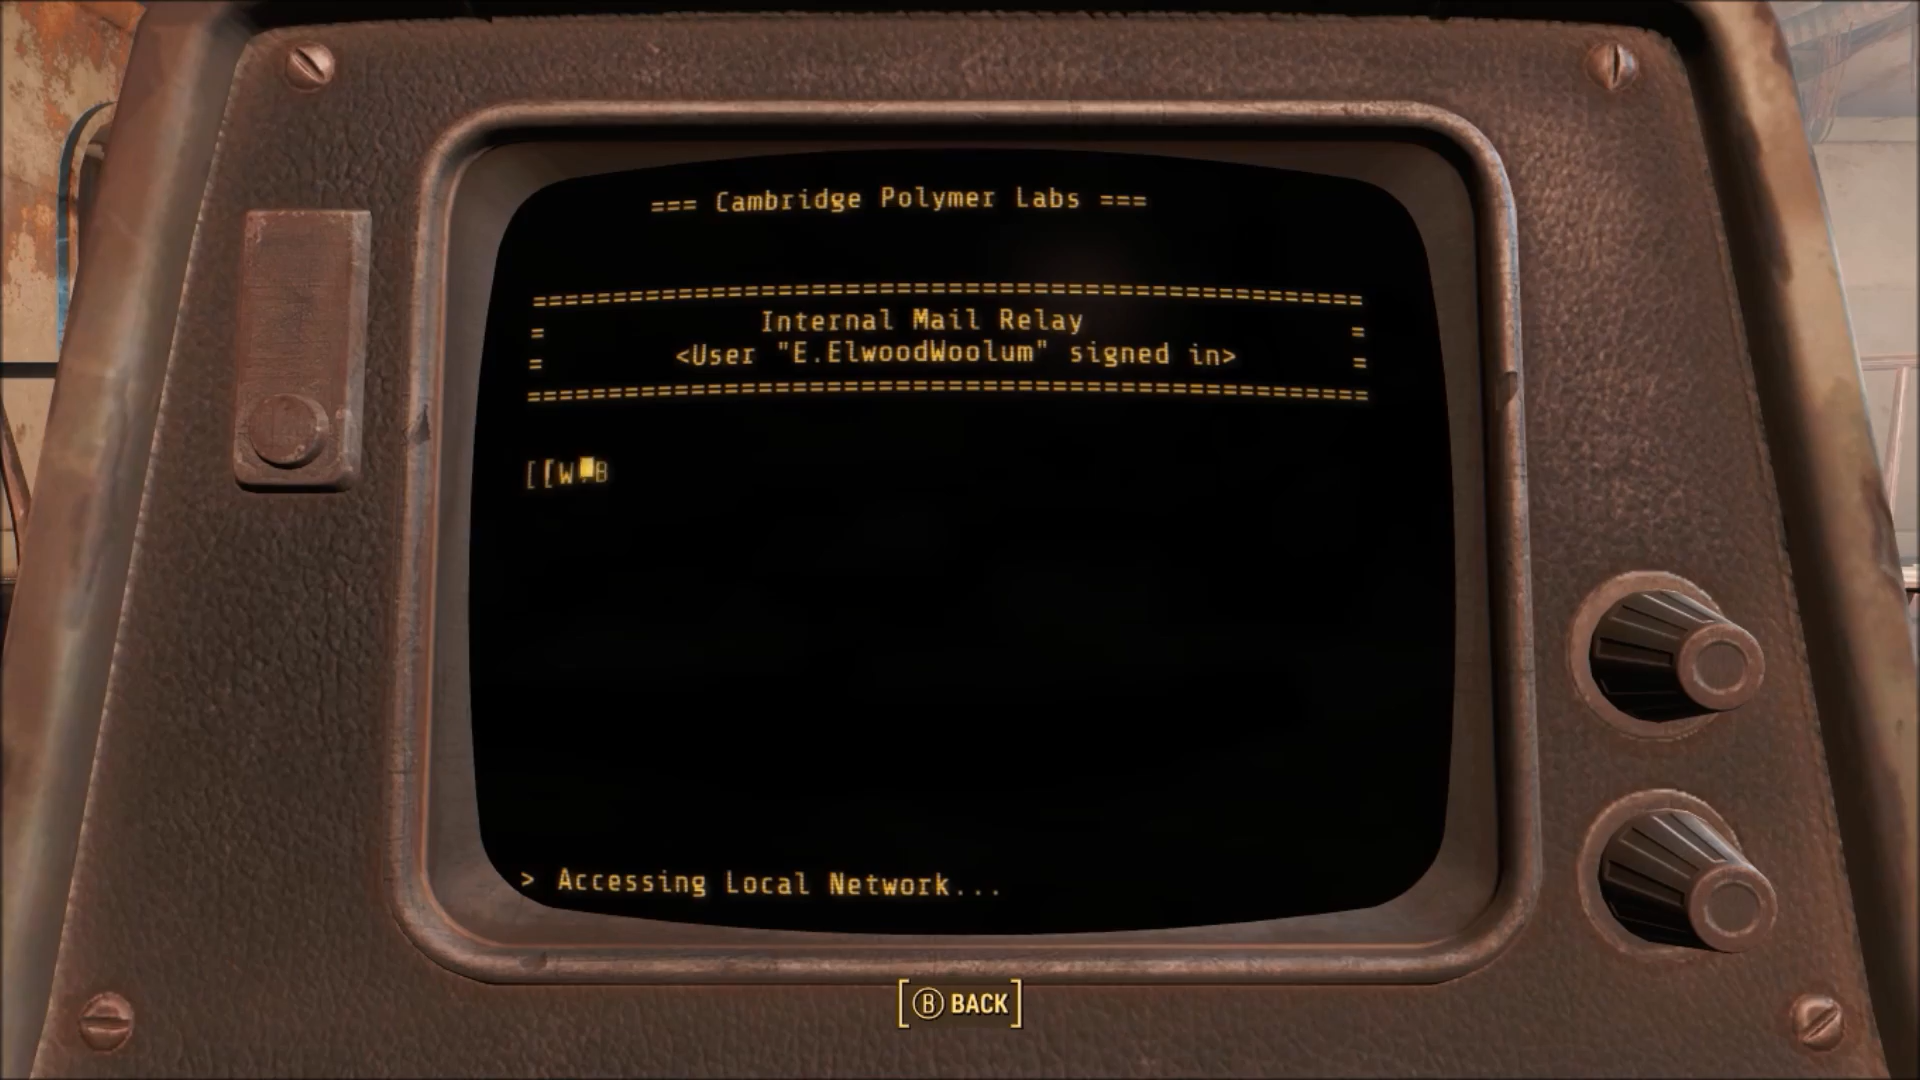 === Cambridge Polymer Labs ===
==================================================
= Internal Mail Relay =
= <User "E.ElwoodWoolum" signed in> =
==================================================
> Accessing Local Network...
[Ⓑ BACK]